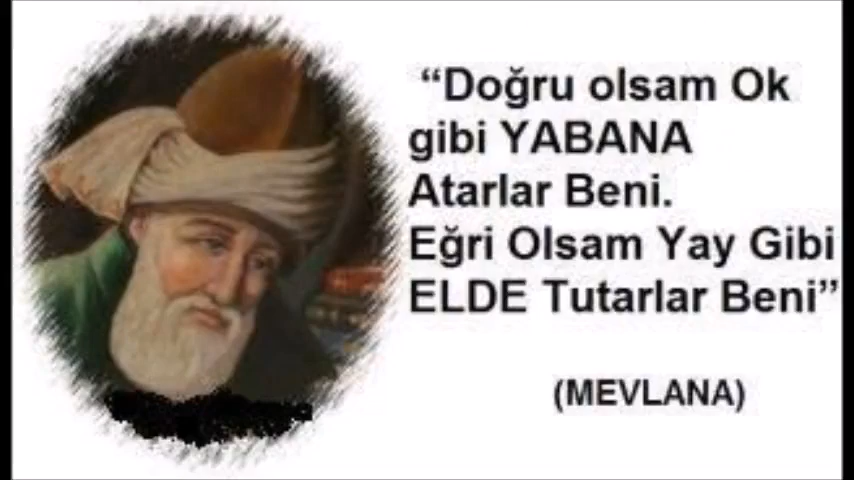 “Doğru olsam Ok
gibi YABANA
Atarlar Beni.
Eğri Olsam Yay Gibi
ELDE Tutarlar Beni”
(MEVLANA)